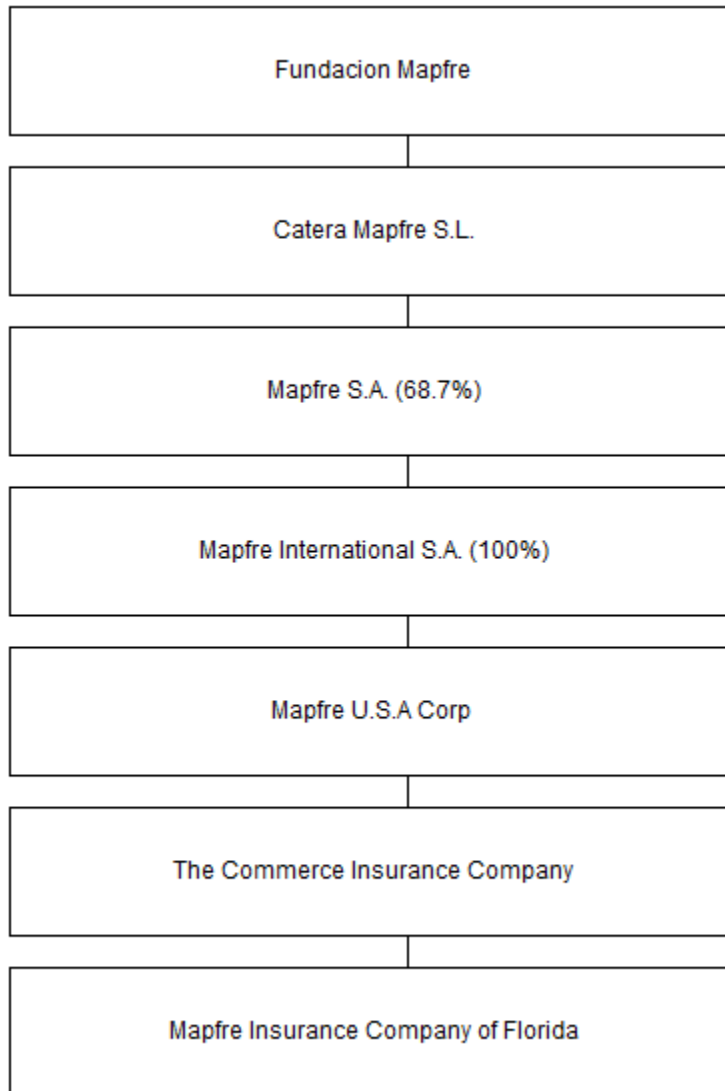 Fundacion Mapfre
Catera Mapfre S.L.
Mapfre S.A. (68.7%)
Mapfre International S.A. (100%)
Mapfre U.S.A Corp
The Commerce Insurance Company
Mapfre Insurance Company of Florida